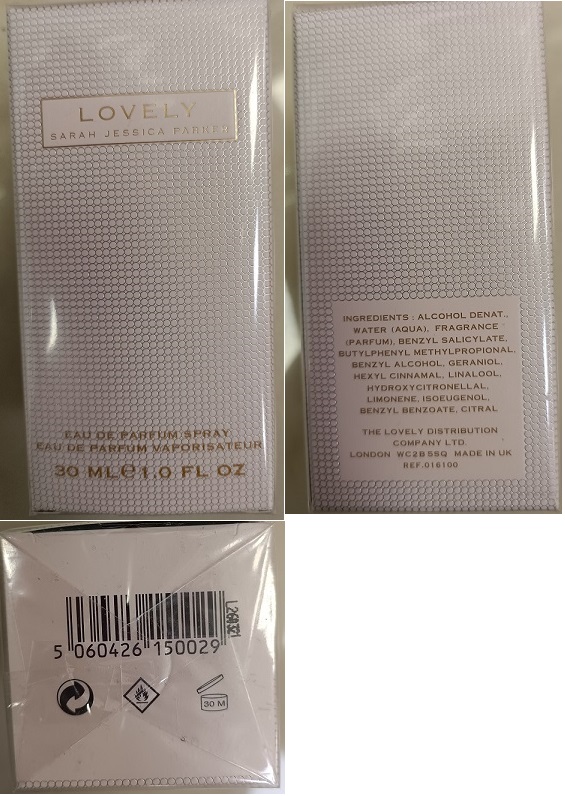 LOVELY
SARAH JESSICA PARKER
EAU DE PARFUM SPRAY
EAU DE PARFUM VAPORISATEUR
30 ML℮1.0 FL OZ
INGREDIENTS : ALCOHOL DENAT.,
WATER (AQUA), FRAGRANCE
(PARFUM), BENZYL SALICYLATE,
BUTYLPHENYL METHYLPROPIONAL,
BENZYL ALCOHOL, GERANIOL,
HEXYL CINNAMAL, LINALOOL,
HYDROXYCITRONELLAL,
LIMONENE, ISOEUGENOL,
BENZYL BENZOATE, CITRAL
THE LOVELY DISTRIBUTION
COMPANY LTD.
LONDON WC2B 5SQ MADE IN UK
REF.016100
5 060426 150029
30 M